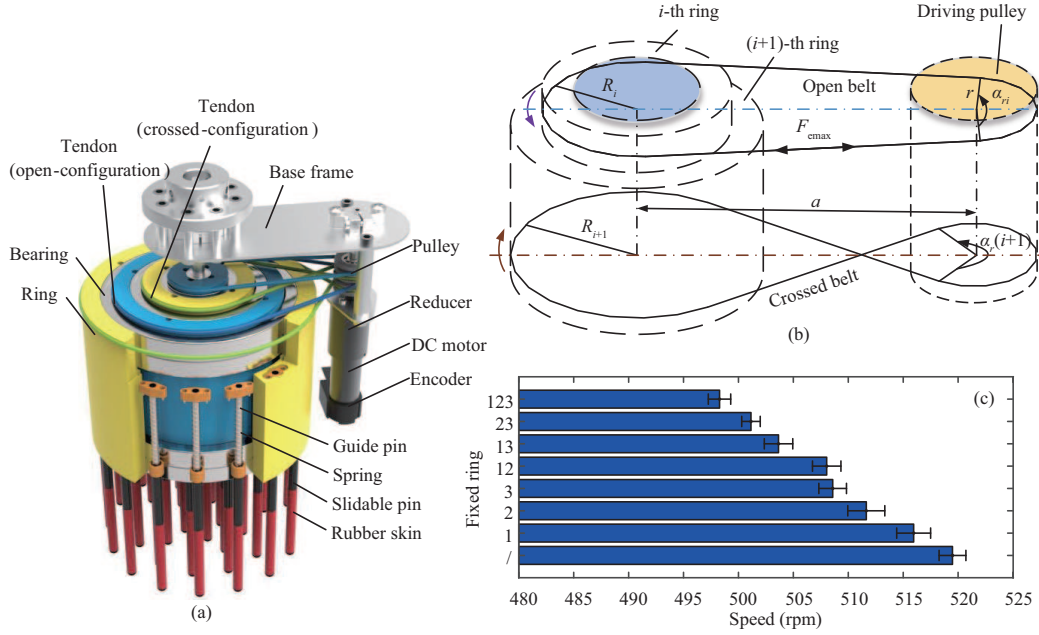 Tendon
(crossed-configuration)
Tendon
(open-configuration)
Base frame
Bearing
Ring
Pulley
Reducer
DC motor
Encoder
Guide pin
Spring
Slidable pin
Rubber skin
(a)
i-th ring
(i+1)-th ring
Driving pulley
R_i
Open belt
r
α_ri
F_emax
a
R_i+1
α_r(i+1)
Crossed belt
(b)
(c)
Fixed ring
123
23
13
12
3
2
1
/
480 485 490 495 500 505 510 515 520 525
Speed (rpm)